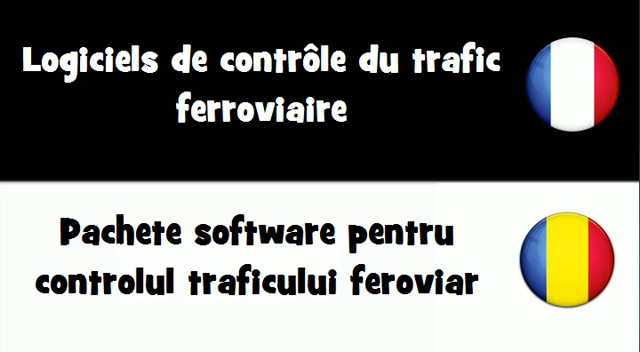 Logiciels de contrôle du trafic
ferroviaire
Pachete software pentru
controlul traficului feroviar